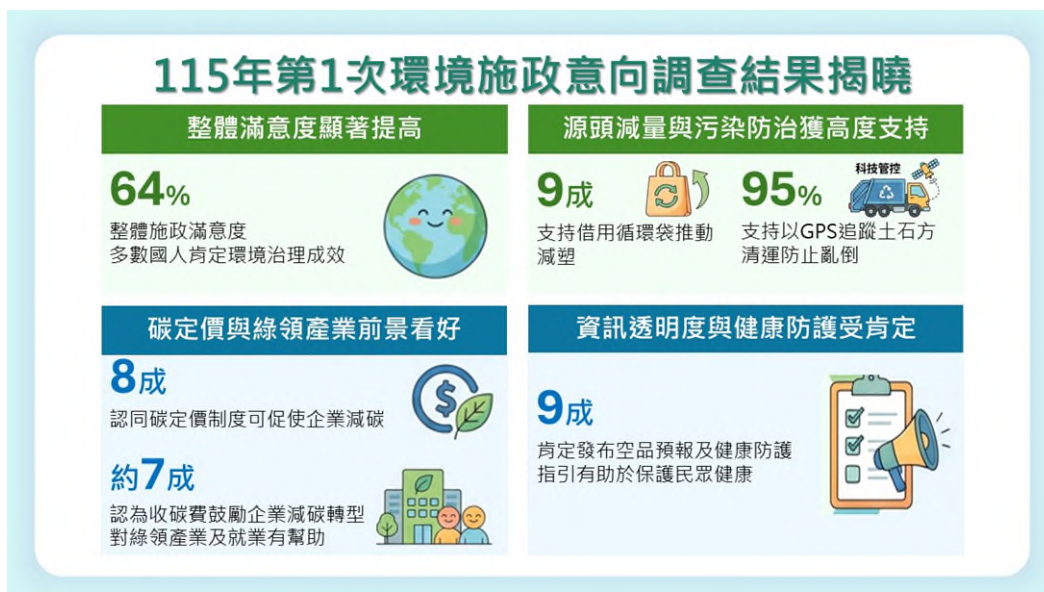 115年第1次環境施政意向調查結果揭曉
整體滿意度顯著提高
64%
整體施政滿意度
多數國人肯定環境治理成效
源頭減量與污染防治獲高度支持
9成
支持借用循環袋推動
減塑
科技管控
95%
支持以GPS追蹤土石方
清運防止亂倒
碳定價與綠領產業前景看好
8成
認同碳定價制度可促使企業減碳
約7成
認為收碳費鼓勵企業減碳轉型
對綠領產業及就業有幫助
資訊透明度與健康防護受肯定
9成
肯定發布空品預報及健康防護
指引有助於保護民眾健康